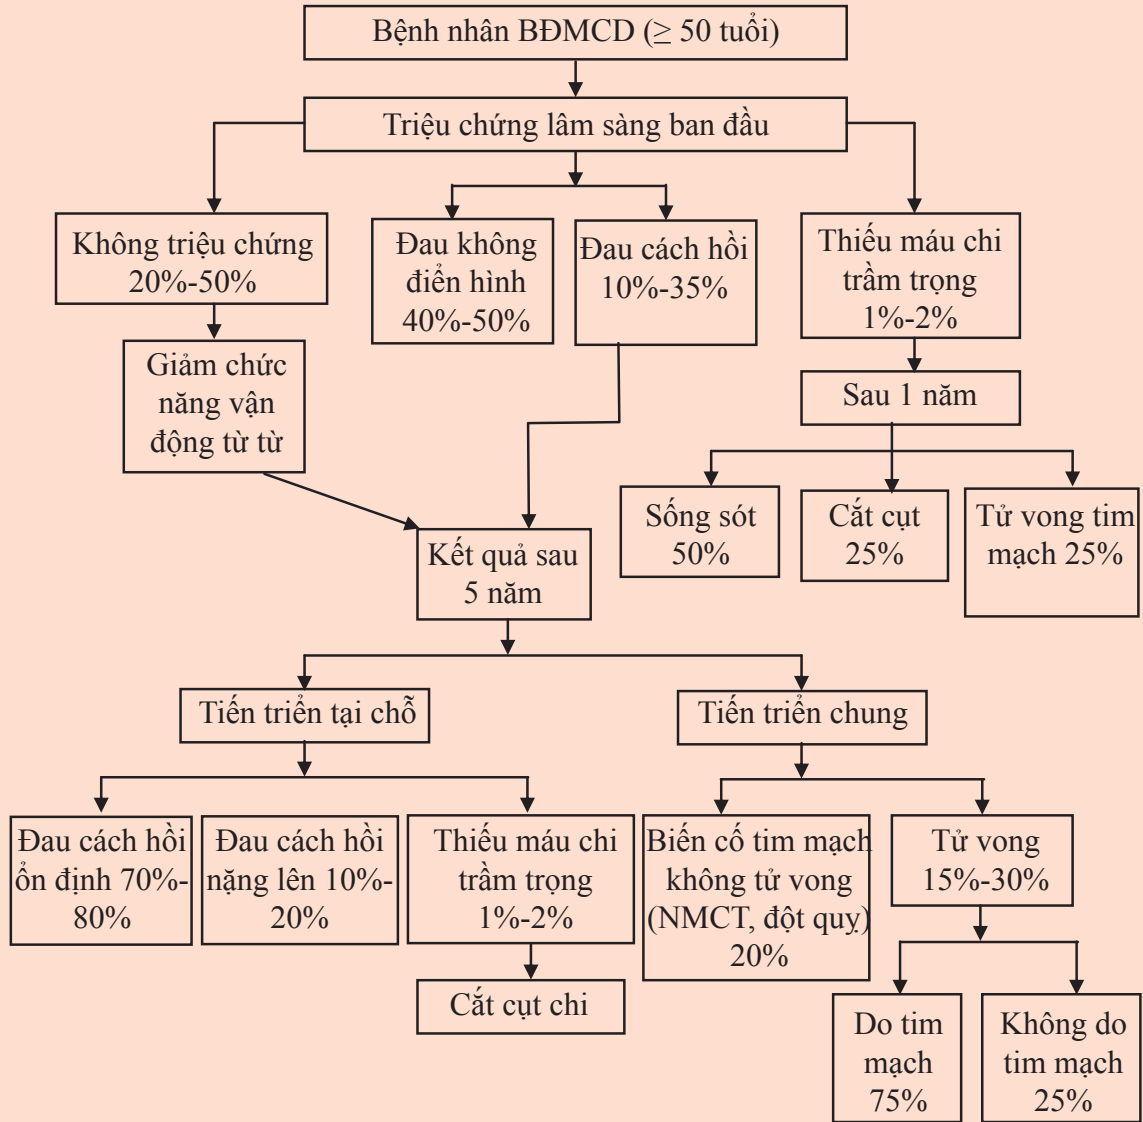 Bệnh nhân BĐMCD (≥ 50 tuổi)
Triệu chứng lâm sàng ban đầu
Không triệu chứng
20%-50%
Đau không
điển hình
40%-50%
Đau cách hồi
10%-35%
Thiếu máu chi
trầm trọng
1%-2%
Giảm chức
năng vận
động từ từ
Sau 1 năm
Sống sót
50%
Cắt cụt
25%
Tử vong tim
mạch 25%
Kết quả sau
5 năm
Tiến triển tại chỗ
Tiến triển chung
Đau cách hồi
ổn định 70%-
80%
Đau cách hồi
nặng lên 10%-
20%
Thiếu máu chi
trầm trọng
1%-2%
Biến cố tim mạch
không tử vong
(NMCT, đột quỵ)
20%
Tử vong
15%-30%
Cắt cụt chi
Do tim
mạch
75%
Không do
tim mạch
25%